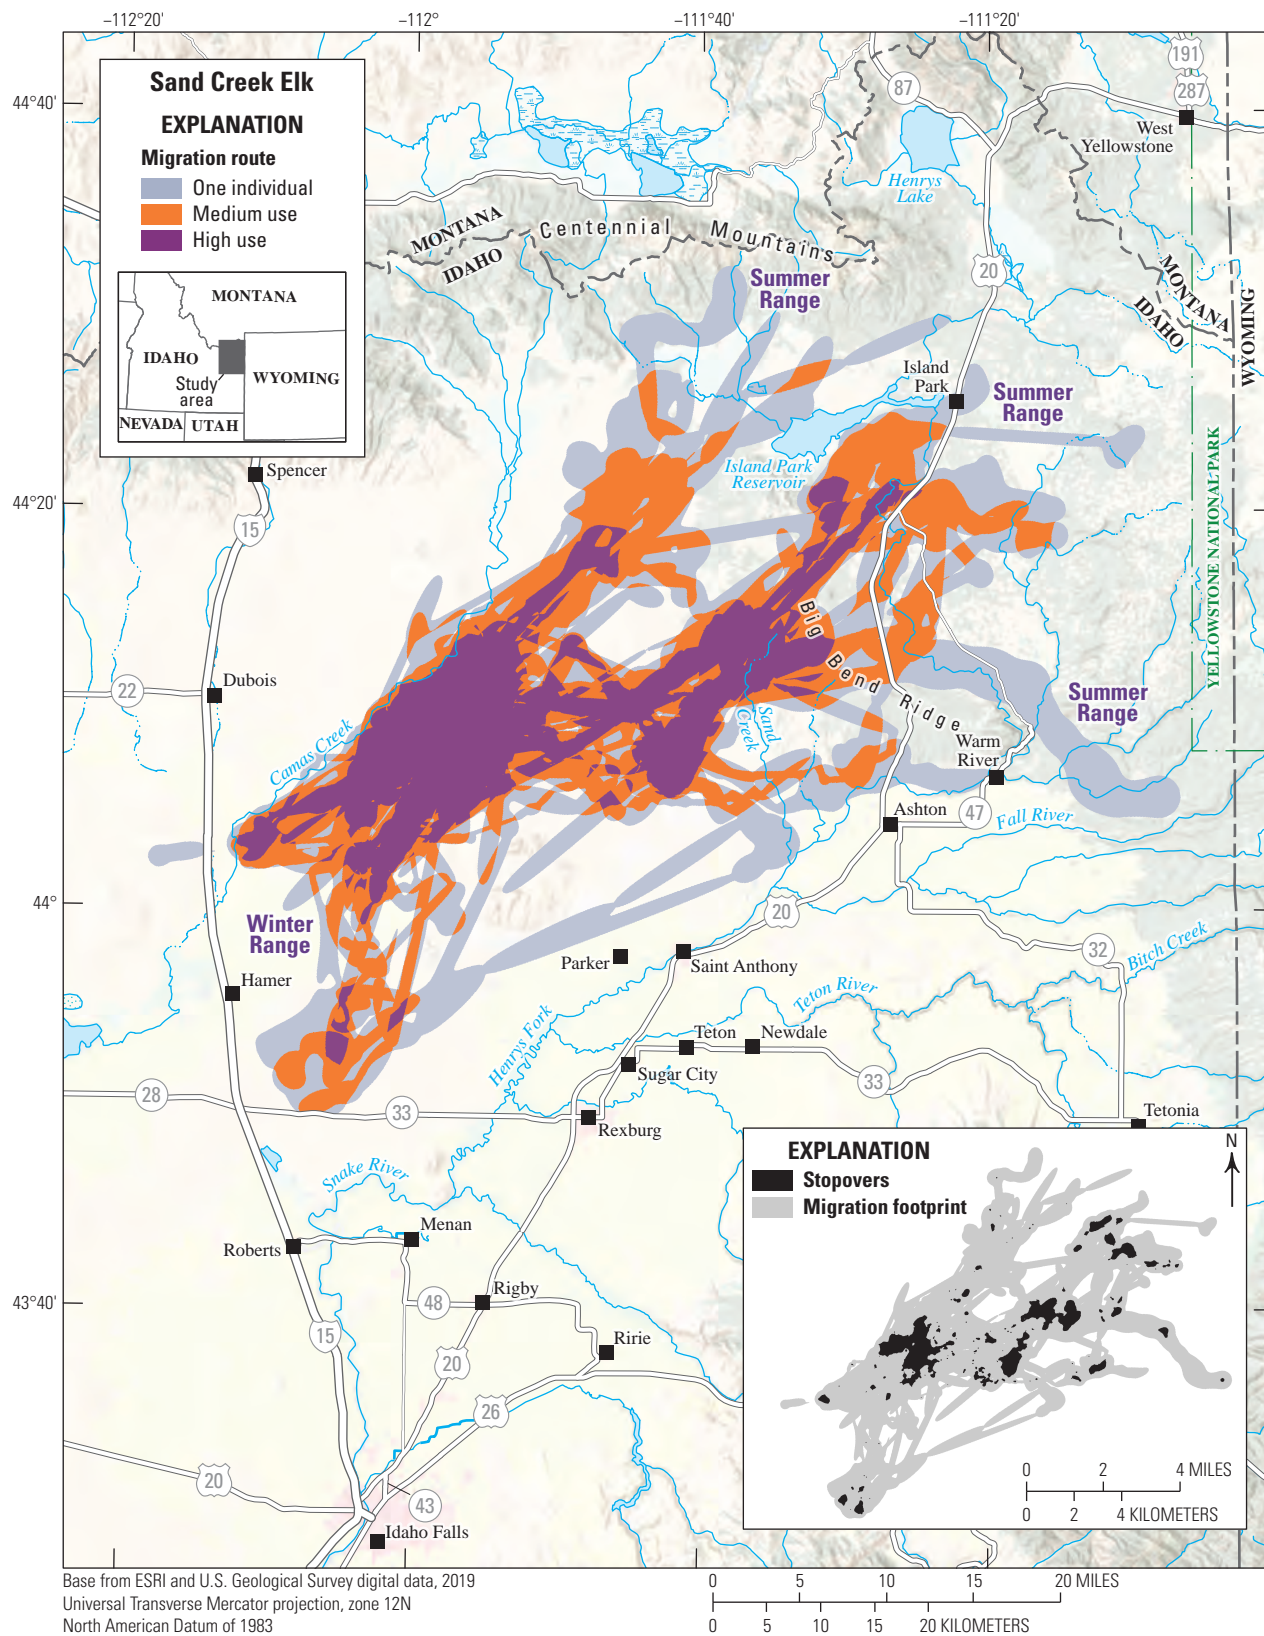 −112°20'
−112°
−111°40'
−111°20'
44°40'
44°20'
44°
43°40'
Sand Creek Elk
EXPLANATION
Migration route
One individual
Medium use
High use
MONTANA
IDAHO
WYOMING
Study
area
NEVADA
UTAH
191
287
87
West
Yellowstone
Henrys
Lake
MONTANA
IDAHO
Centennial Mountains
20
MONTANA
IDAHO
WYOMING
Summer
Range
Island
Park
Summer
Range
Island Park
Reservoir
YELLOWSTONE NATIONAL PARK
Spencer
15
Big Bend Ridge
22
Dubois
Summer
Range
Camas Creek
Sand
Creek
Warm
River
Ashton
47
Fall River
Winter
Range
20
32
Bitch Creek
Parker
Saint Anthony
Hamer
Teton River
Henrys Fork
Teton
Newdale
Sugar City
33
28
33
Rexburg
Tetonia
Snake River
Menan
Roberts
Rigby
48
15
20
Ririe
26
20
43
Idaho Falls
EXPLANATION
Stopovers
Migration footprint
N
0 2 4 MILES
0 2 4 KILOMETERS
Base from ESRI and U.S. Geological Survey digital data, 2019
Universal Transverse Mercator projection, zone 12N
North American Datum of 1983
0 5 10 15 20 MILES
0 5 10 15 20 KILOMETERS